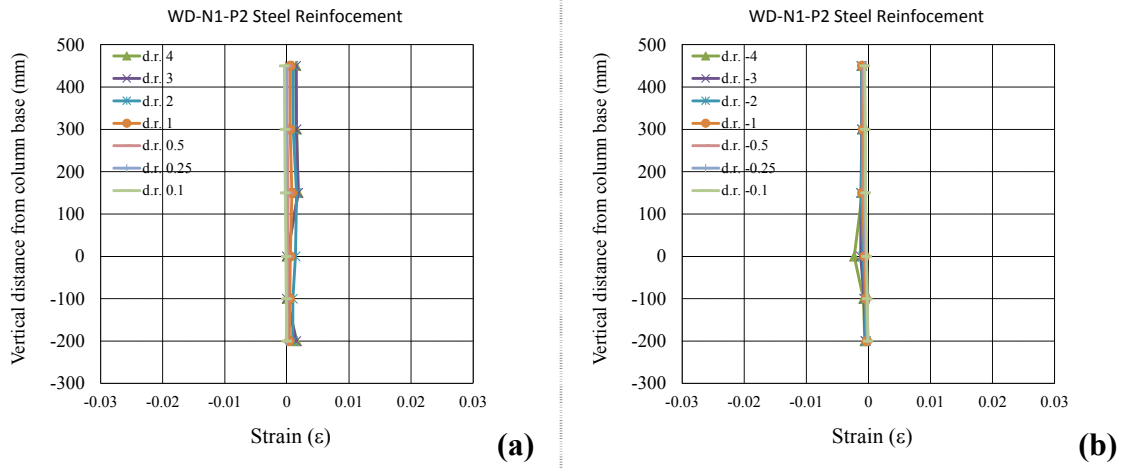 WD-N1-P2 Steel Reinfocement
Vertical distance from column base (mm)
500
400
300
200
100
0
-100
-200
-300
d.r. 4
d.r. 3
d.r. 2
d.r. 1
d.r. 0.5
d.r. 0.25
d.r. 0.1
-0.03 -0.02 -0.01 0 0.01 0.02 0.03
Strain (ε)
(a)
WD-N1-P2 Steel Reinfocement
Vertical distance from column base (mm)
500
400
300
200
100
0
-100
-200
-300
d.r. -4
d.r. -3
d.r. -2
d.r. -1
d.r. -0.5
d.r. -0.25
d.r. -0.1
-0.03 -0.02 -0.01 0 0.01 0.02 0.03
Strain (ε)
(b)